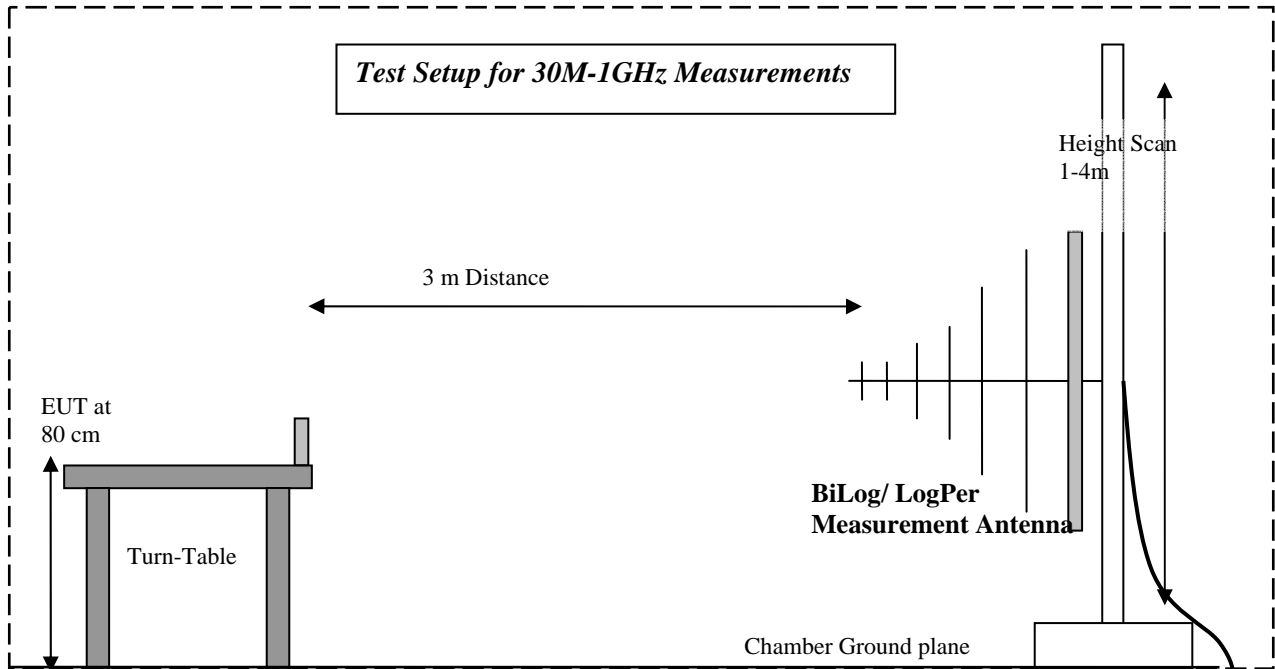 Test Setup for 30M-1GHz Measurements
Height Scan
1-4m
3 m Distance
EUT at
80 cm
BiLog/ LogPer
Measurement Antenna
Turn-Table
Chamber Ground plane